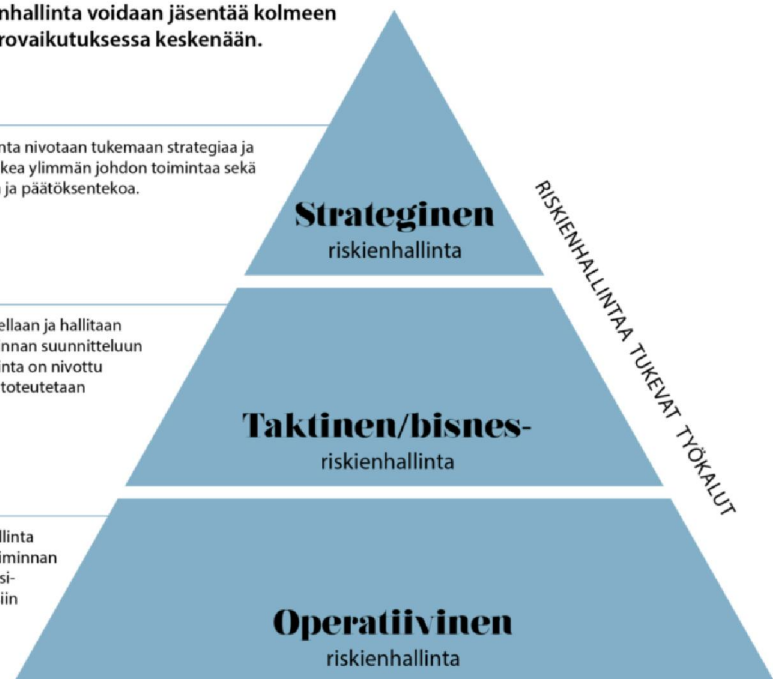 nhallinta voidaan jäsentää kolmeen
rovaikutuksessa keskenään.
nta nivotaan tukemaan strategiaa ja
kea ylimmän johdon toimintaa sekä
ja päätöksentekoa.
Strateginen
riskienhallinta
RISKIENHALLINTAA TUKEVAT TYÖKALUT
ellaan ja hallitaan
innan suunnitteluun
inta on nivottu
toteutetaan
Taktinen/bisnes-
riskienhallinta
llinta
iminnan
si-
iin
Operatiivinen
riskienhallinta